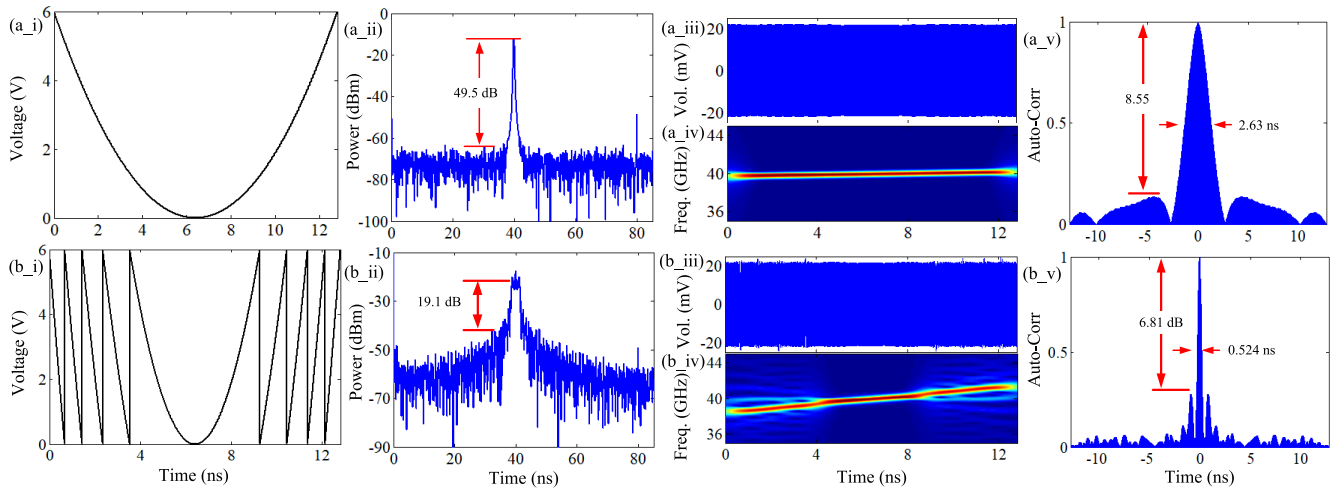 (a_i)
Voltage (V)
6
4
2
0
0 2 4 6 8 10 12
(a_ii)
Power (dBm)
0
-20
-40
-60
-80
-100
49.5 dB
0 20 40 60 80
(a_iii)
Vol. (mV)
20
0
-20
(a_iv)
Freq. (GHz)
44
40
36
0 4 8 12
(a_v)
Auto-Corr
1
0.5
0
8.55
2.63 ns
-10 -5 0 5 10
(b_i)
Voltage (V)
6
4
2
0
0 4 8 12
Time (ns)
(b_ii)
Power (dBm)
-10
-30
-50
-70
-90
19.1 dB
0 20 40 60 80
Time (ns)
(b_iii)
Vol. (mV)
20
0
-20
(b_iv)
Freq. (GHz)
44
40
36
0 4 8 12
Time (ns)
(b_v)
Auto-Corr
1
0.5
0
6.81 dB
0.524 ns
-10 -5 0 5 10
Time (ns)